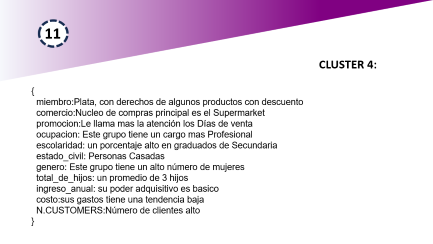 11
CLUSTER 4:
{
miembro:Plata, con derechos de algunos productos con descuento
comercio:Nucleo de compras principal es el Supermarket
promocion:Le llama mas la atención los Días de venta
ocupacion: Este grupo tiene un cargo mas Profesional
escolaridad: un porcentaje alto en graduados de Secundaria
estado_civil: Personas Casadas
genero: Este grupo tiene un alto número de mujeres
total_de_hijos: un promedio de 3 hijos
ingreso_anual: su poder adquisitivo es basico
costo:sus gastos tiene una tendencia baja
N.CUSTOMERS:Número de clientes alto
}